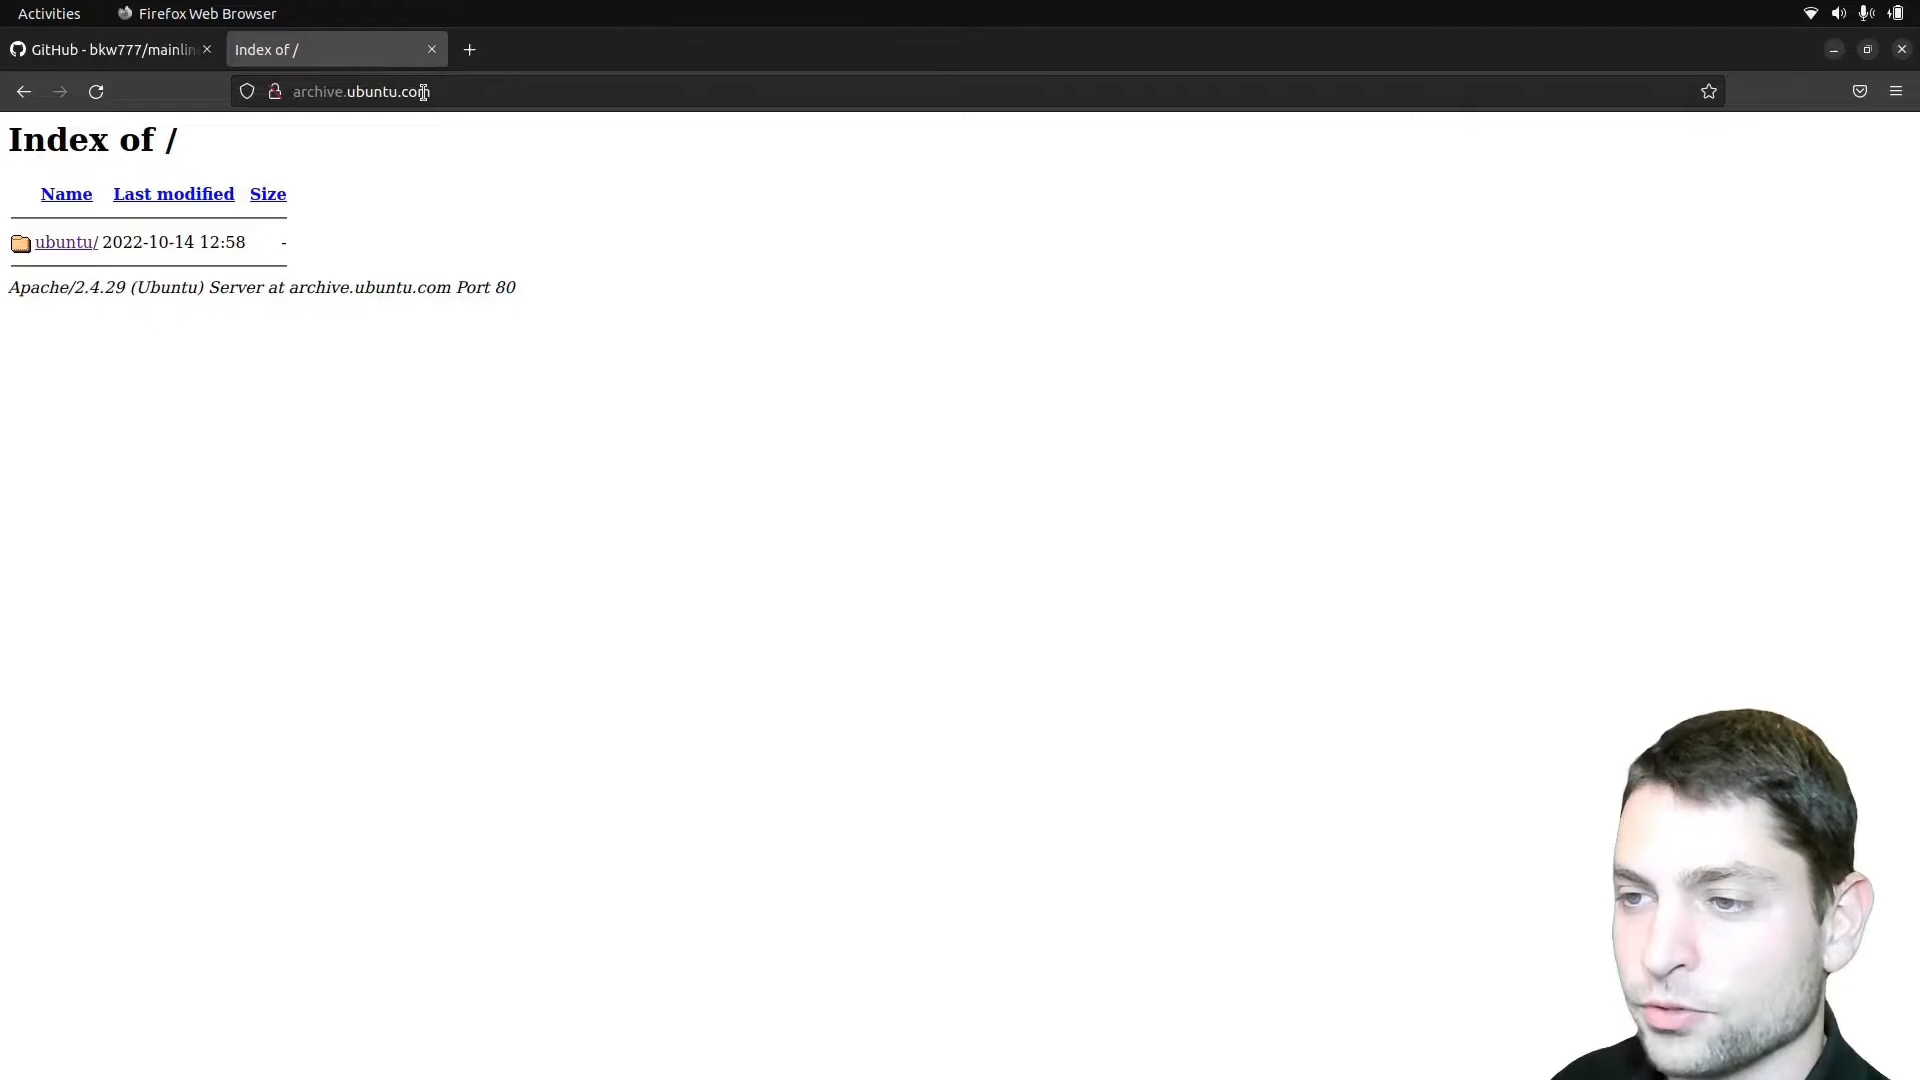 Activities Firefox Web Browser
GitHub - bkw777/mainlin Index of /
archive.ubuntu.com
Index of /
Name Last modified Size
ubuntu/ 2022-10-14 12:58 -
Apache/2.4.29 (Ubuntu) Server at archive.ubuntu.com Port 80